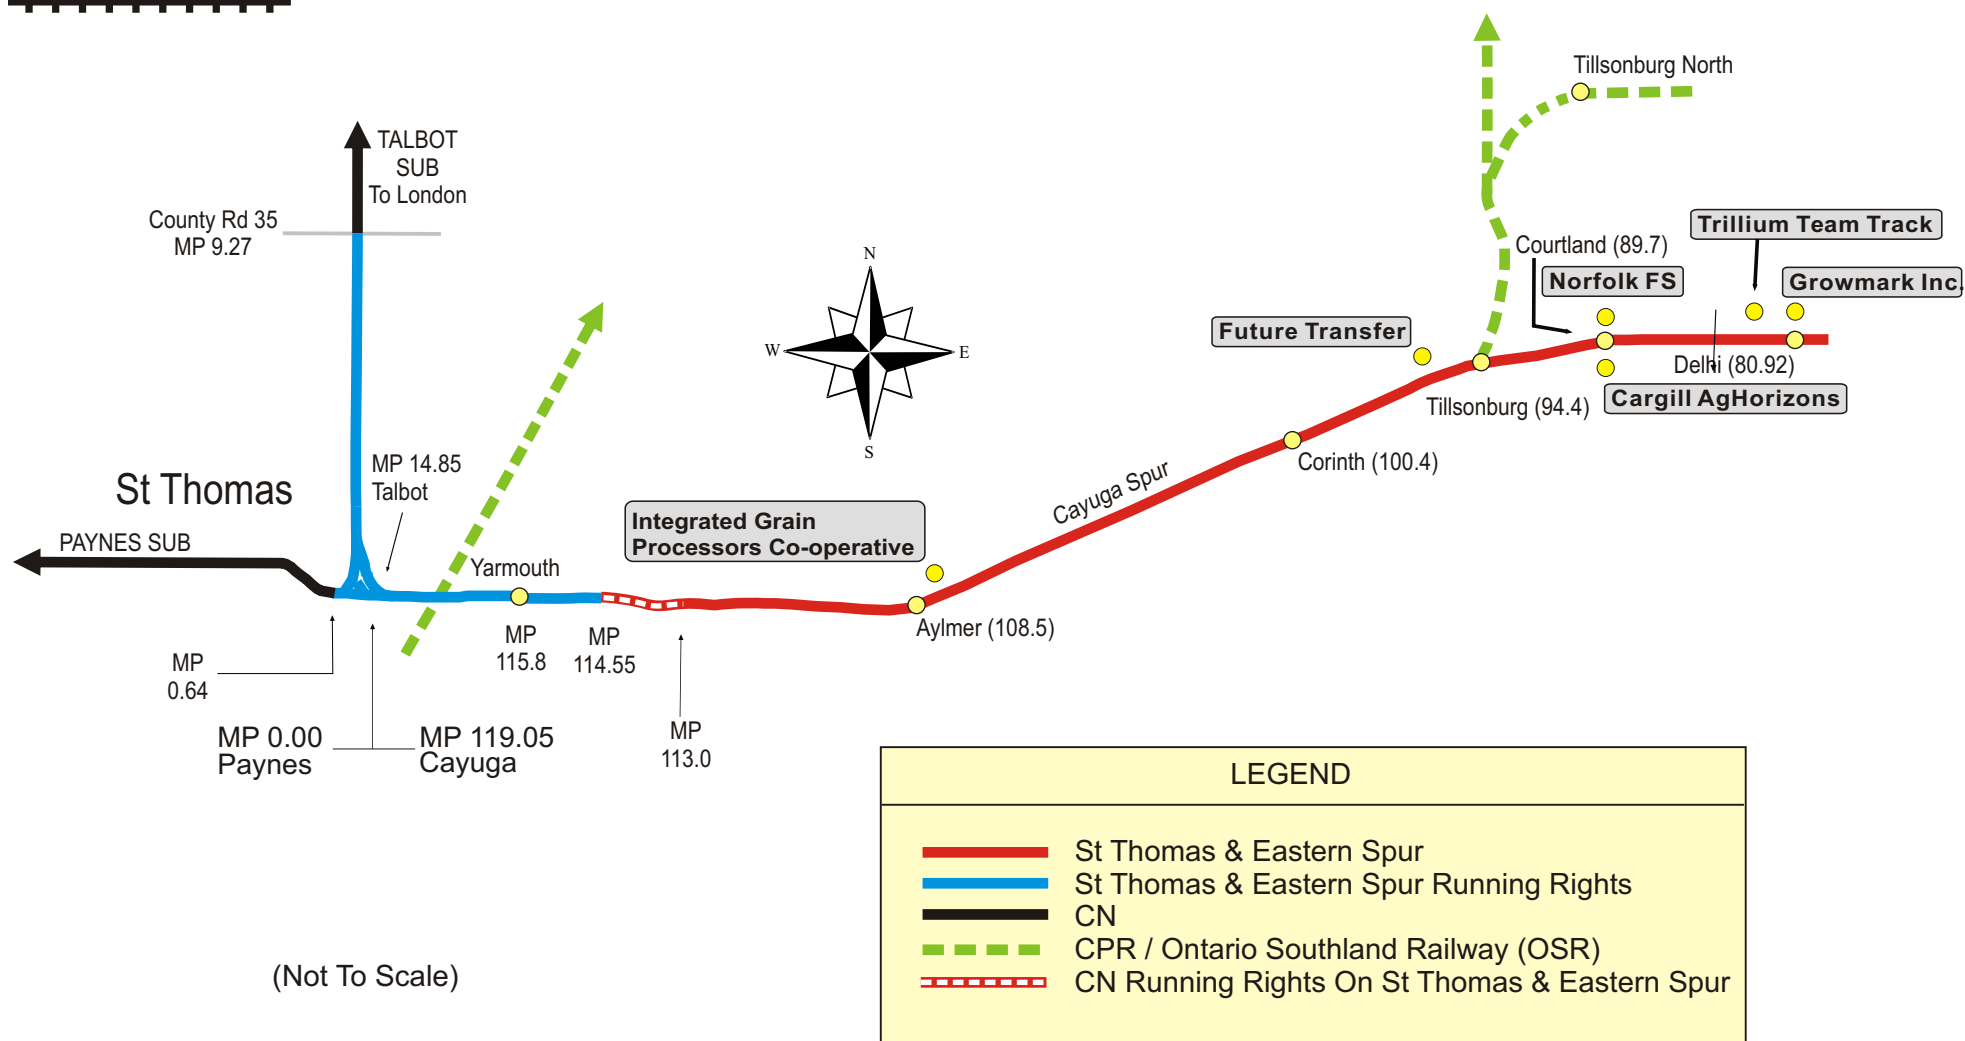 Tillsonburg North
TALBOT
SUB
To London
County Rd 35
MP 9.27
Trillium Team Track
Courtland (89.7)
Norfolk FS
Growmark Inc.
N
W
E
S
Future Transfer
Delhi (80.92)
Cargill AgHorizons
Tillsonburg (94.4)
Corinth (100.4)
Cayuga Spur
MP 14.85
Talbot
St Thomas
PAYNES SUB
Integrated Grain
Processors Co-operative
Yarmouth
Aylmer (108.5)
MP
115.8
MP
114.55
MP
0.64
MP
113.0
MP 0.00
Paynes
MP 119.05
Cayuga
LEGEND
St Thomas & Eastern Spur
St Thomas & Eastern Spur Running Rights
CN
CPR / Ontario Southland Railway (OSR)
CN Running Rights On St Thomas & Eastern Spur
(Not To Scale)